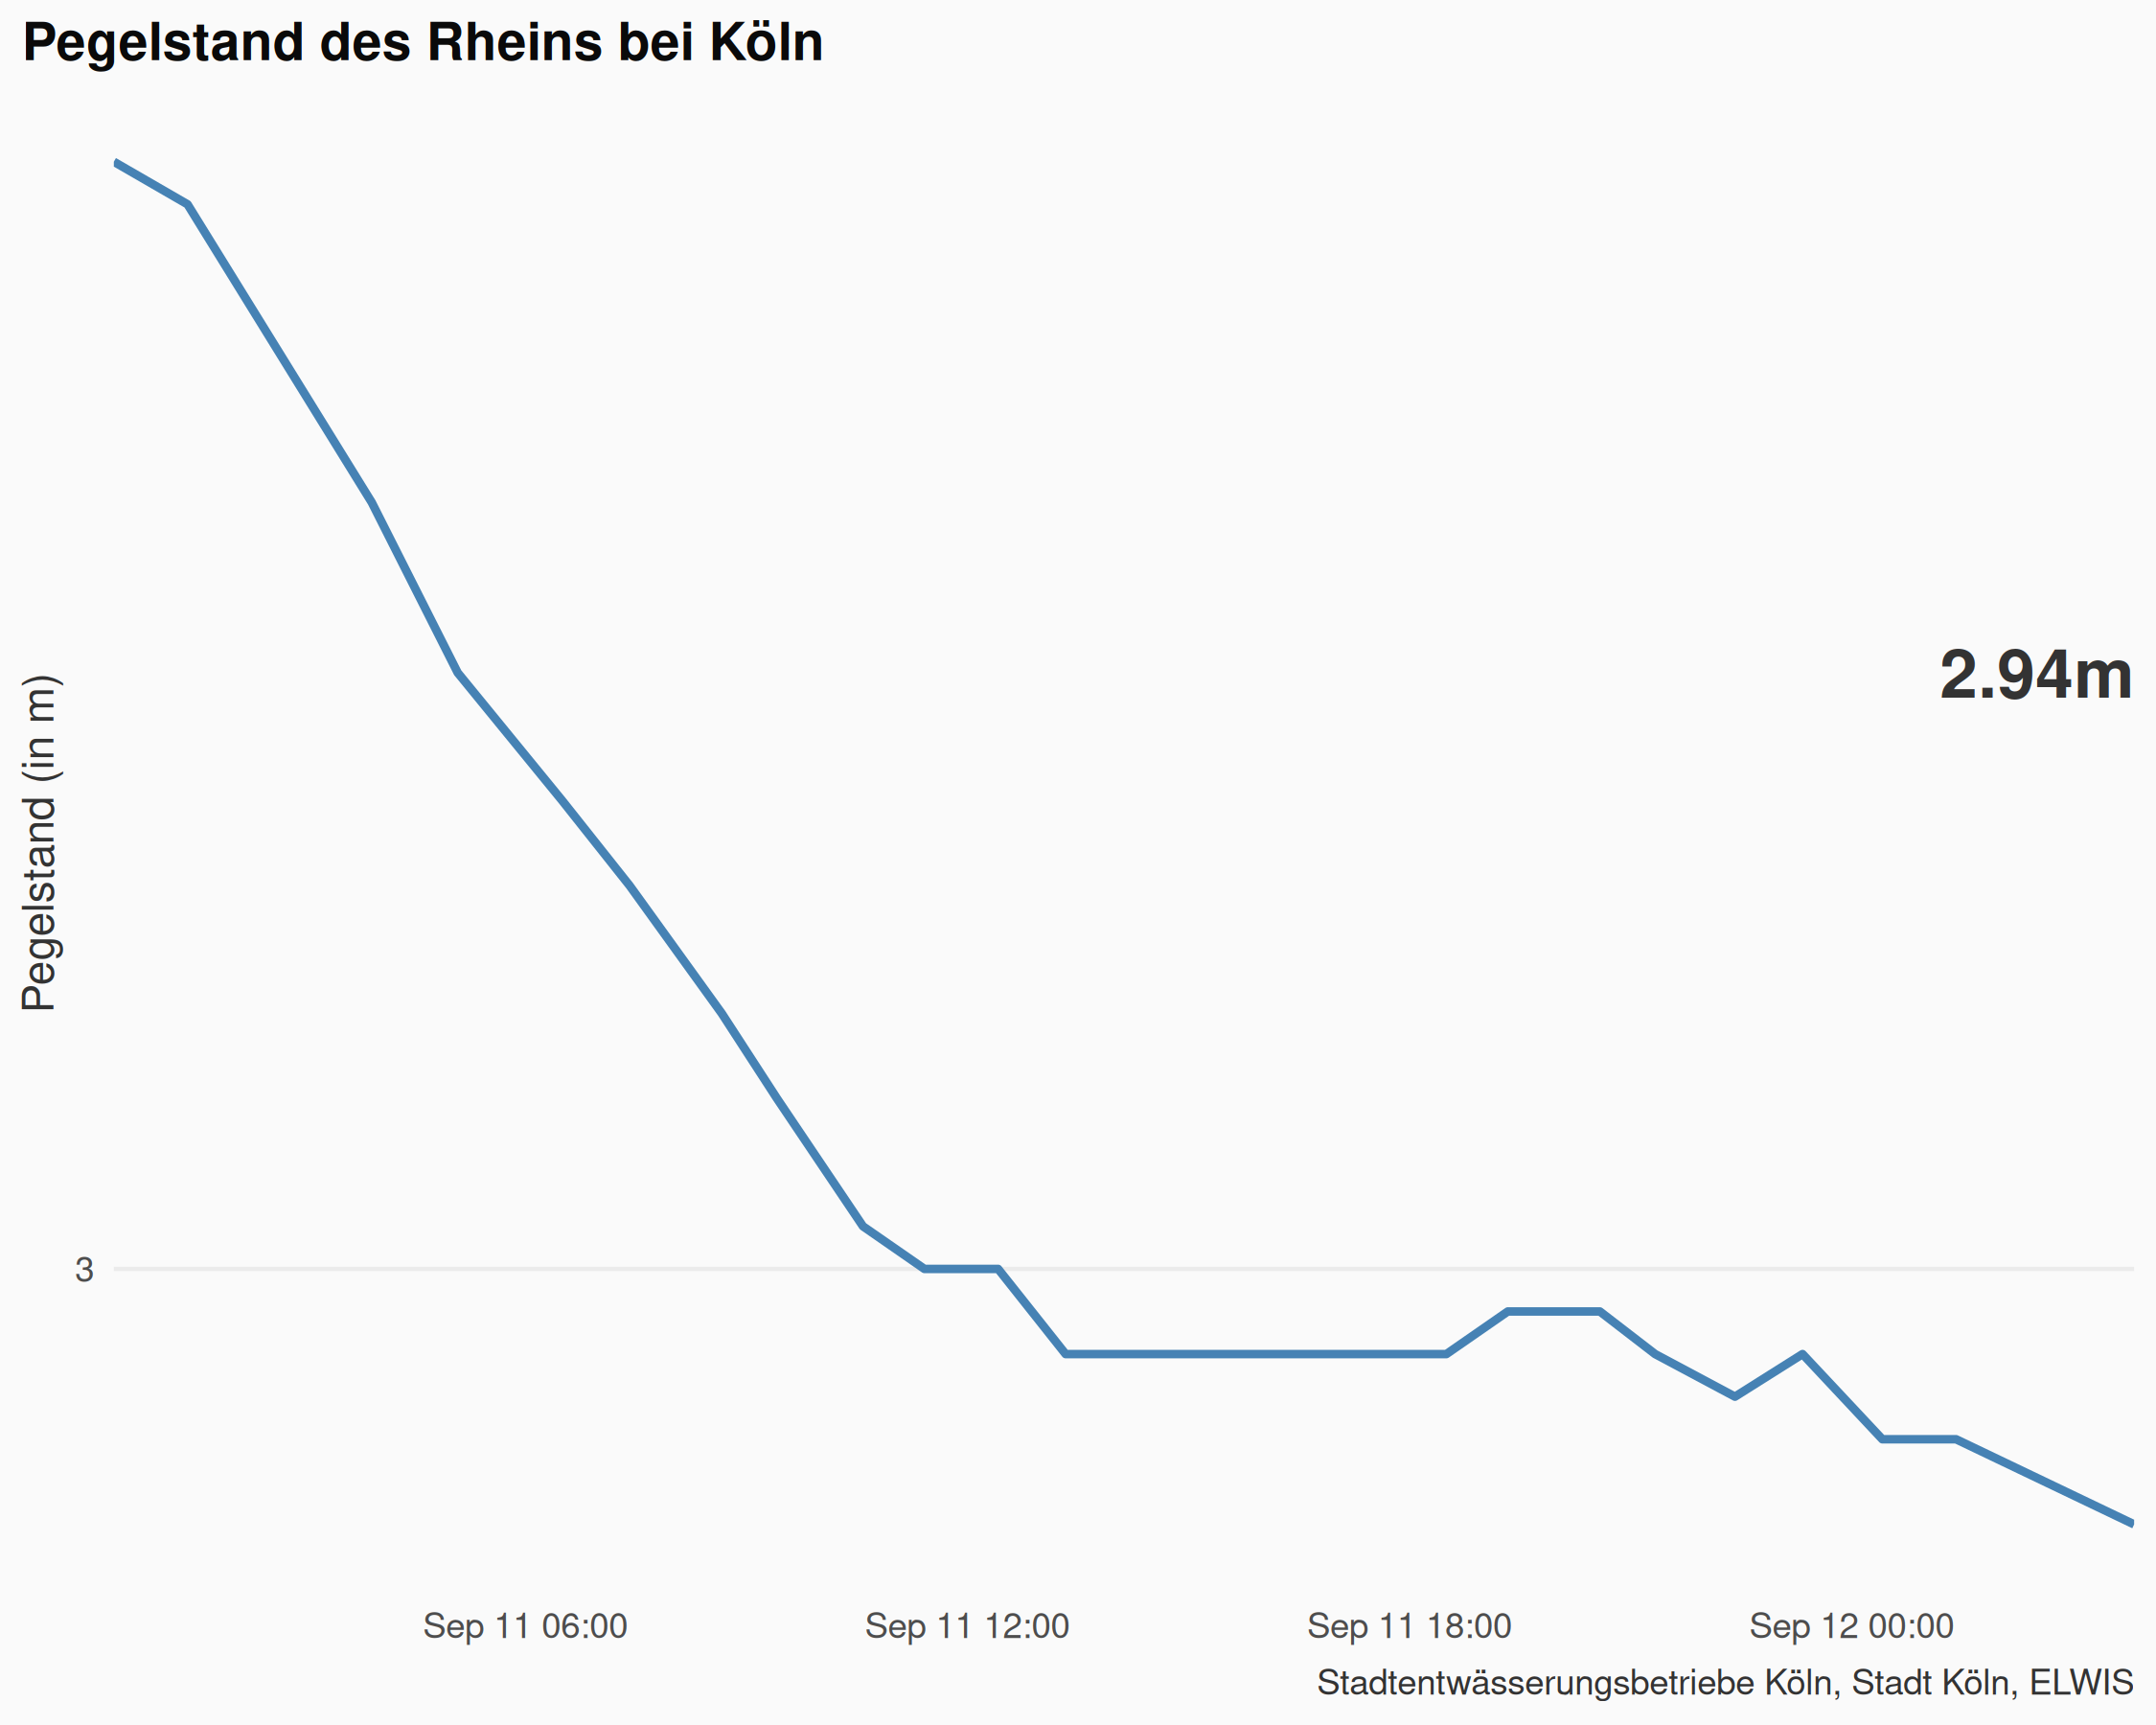 Pegelstand des Rheins bei Köln
Pegelstand (in m)
2.94m
3
Sep 11 06:00
Sep 11 12:00
Sep 11 18:00
Sep 12 00:00
Stadtentwässerungsbetriebe Köln, Stadt Köln, ELWIS